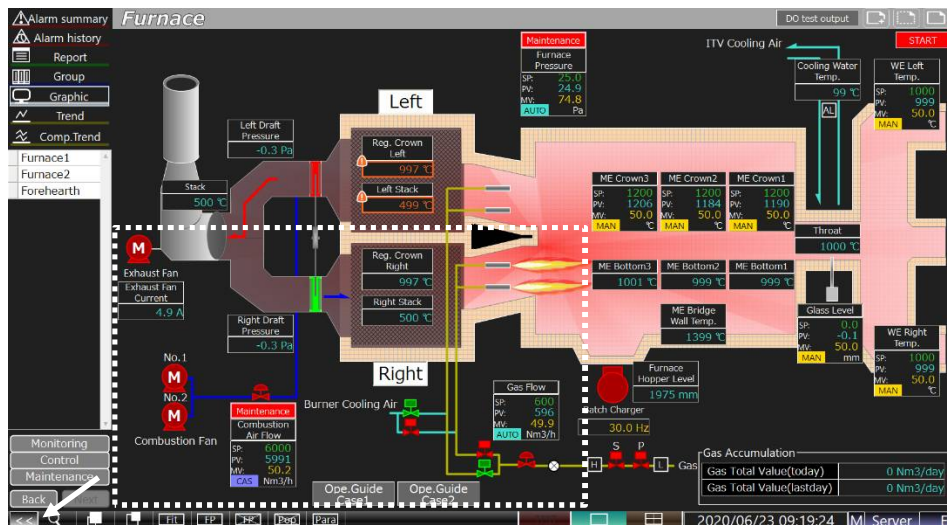 Alarm summary
Alarm history
Report
Group
Graphic
Trend
Comp.Trend
Furnace1
Furnace2
Forehearth
Monitoring
Control
Maintenance
Back
<<
Furnace
DO test output
START
ITV Cooling Air
Maintenance
Furnace
Pressure
SP: 25.0
PV: 24.9
MV: 74.8
AUTO Pa
Cooling Water
Temp.
99 ℃
AL
WE Left
Temp.
SP: 1000
PV: 999
MV: 50.0
MAN ℃
Left
Left Draft
Pressure
-0.3 Pa
Reg. Crown
Left
997 ℃
Left Stack
499 ℃
Stack
500 ℃
ME Crown3
SP: 1200
PV: 1206
MV: 50.0
MAN ℃
ME Crown2
SP: 1200
PV: 1184
MV: 50.0
MAN ℃
ME Crown1
SP: 1200
PV: 1190
MV: 50.0
MAN ℃
Throat
1000 ℃
M
Exhaust Fan
Exhaust Fan
Current
4.9 A
Reg. Crown
Right
997 ℃
Right Stack
500 ℃
Right Draft
Pressure
-0.3 Pa
Right
ME Bottom3
1001 ℃
ME Bottom2
999 ℃
ME Bottom1
999 ℃
ME Bridge
Wall Temp.
1399 ℃
Glass Level
SP: 0.0
PV: -0.1
MV: 50.0
MAN mm
WE Right
Temp.
SP: 1000
PV: 999
MV: 50.0
MAN ℃
No.1
M
No.2
M
Combustion Fan
Maintenance
Combustion
Air Flow
SP: 6000
PV: 5991
MV: 50.2
CAS Nm3/h
Burner Cooling Air
Gas Flow
SP: 600
PV: 596
MV: 49.9
AUTO Nm3/h
Furnace
Hopper Level
1975 mm
Batch Charger
30.0 Hz
S P
H L Gas
Gas Accumulation
Gas Total Value(today) 0 Nm3/day
Gas Total Value(lastday) 0 Nm3/day
Ope.Guide
Case1
Ope.Guide
Case2
Fit FP Pop Para
2020/06/23 09:19:24 M Server